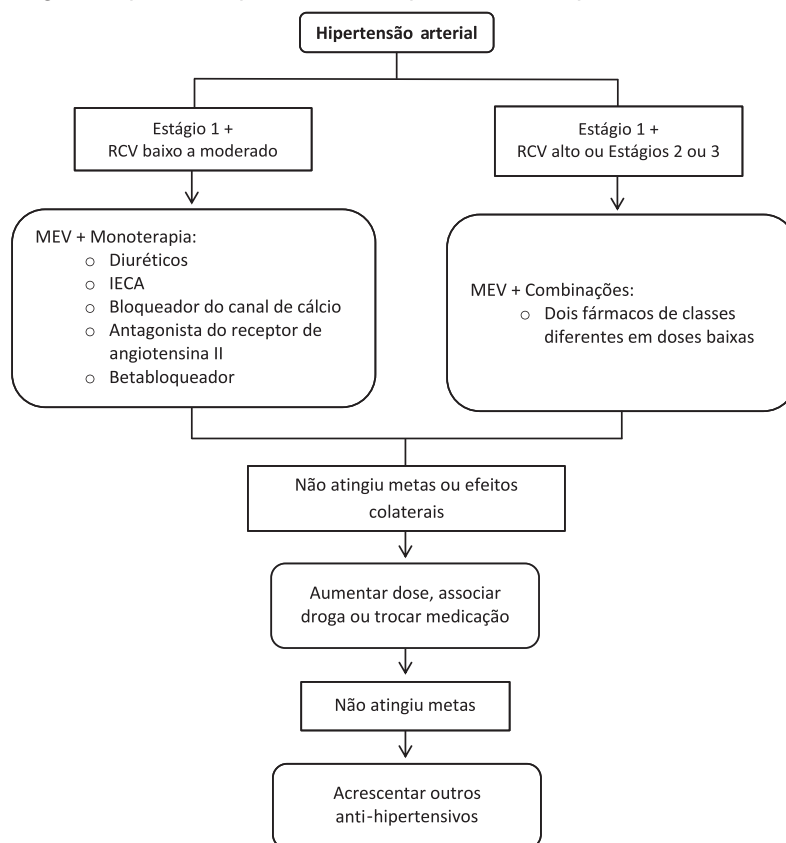 Hipertensão arterial
Estágio 1 +
RCV baixo a moderado
Estágio 1 +
RCV alto ou Estágios 2 ou 3
MEV + Monoterapia:
○ Diuréticos
○ IECA
○ Bloqueador do canal de cálcio
○ Antagonista do receptor de
angiotensina II
○ Betabloqueador
MEV + Combinações:
○ Dois fármacos de classes
diferentes em doses baixas
Não atingiu metas ou efeitos
colaterais
Aumentar dose, associar
droga ou trocar medicação
Não atingiu metas
Acrescentar outros
anti-hipertensivos